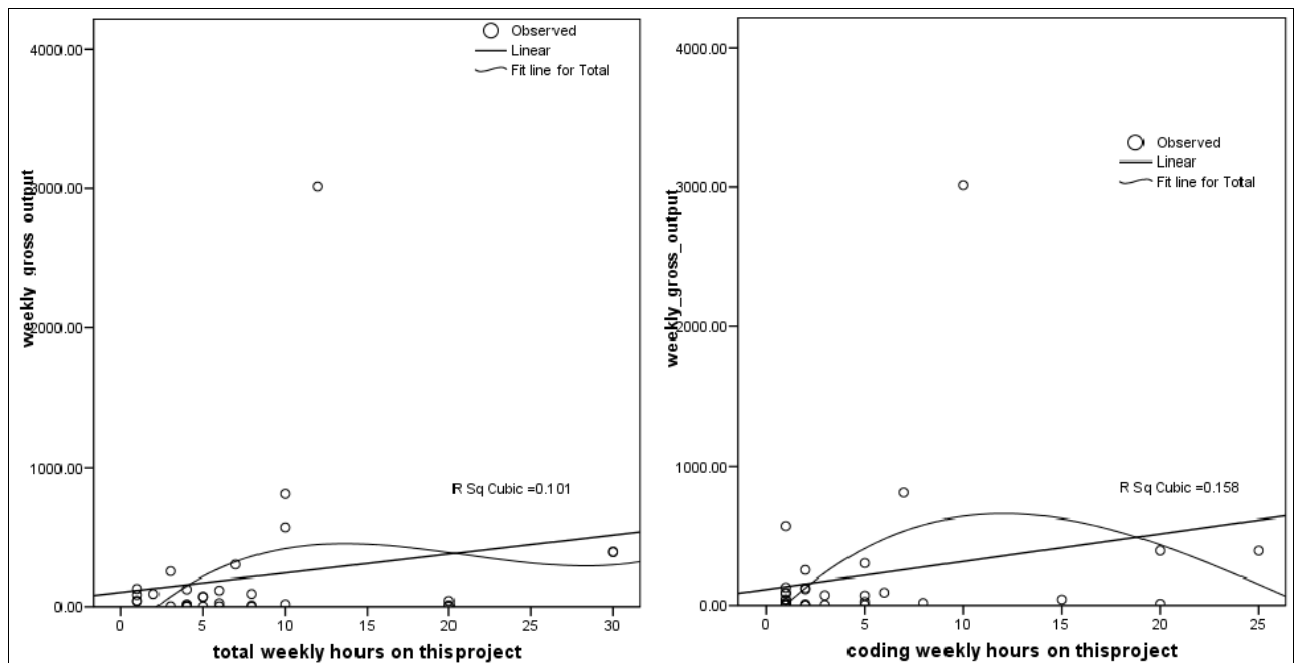 Observed
Linear
Fit line for Total
4000.00
3000.00
2000.00
1000.00
0.00
weekly gross output
R Sq Cubic =0.101
0 5 10 15 20 25 30
total weekly hours on thisproject
Observed
Linear
Fit line for Total
4000.00
3000.00
2000.00
1000.00
0.00
weekly_gross_output
R Sq Cubic =0.158
0 5 10 15 20 25
coding weekly hours on thisproject